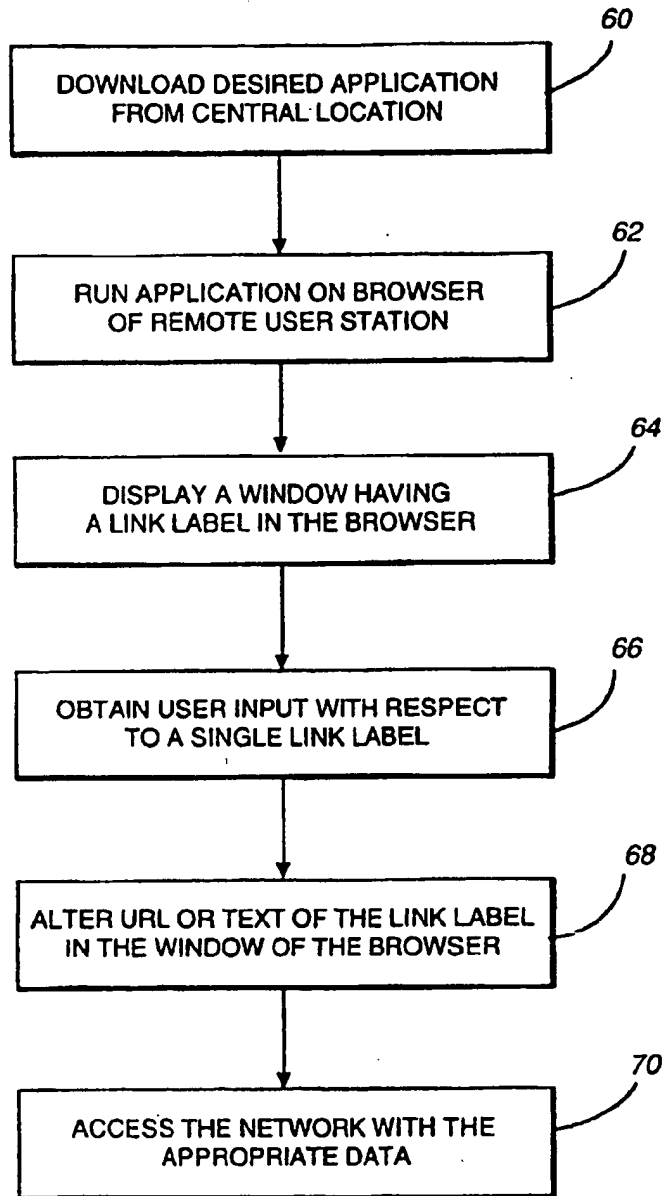 60
DOWNLOAD DESIRED APPLICATION
FROM CENTRAL LOCATION
62
RUN APPLICATION ON BROWSER
OF REMOTE USER STATION
64
DISPLAY A WINDOW HAVING
A LINK LABEL IN THE BROWSER
66
OBTAIN USER INPUT WITH RESPECT
TO A SINGLE LINK LABEL
68
ALTER URL OR TEXT OF THE LINK LABEL
IN THE WINDOW OF THE BROWSER
70
ACCESS THE NETWORK WITH THE
APPROPRIATE DATA